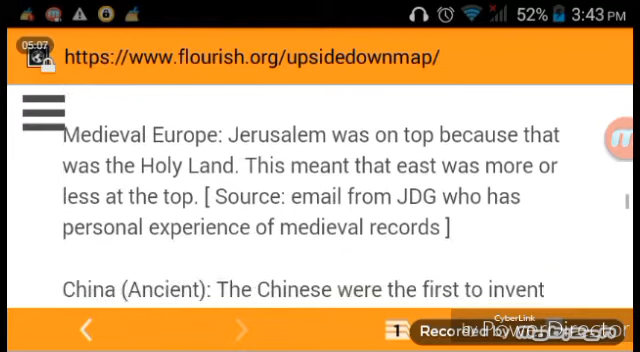 52% 3:43 PM
05:07
https://www.flourish.org/upsidedownmap/
Medieval Europe: Jerusalem was on top because that
was the Holy Land. This meant that east was more or
less at the top. [ Source: email from JDG who has
personal experience of medieval records ]
China (Ancient): The Chinese were the first to invent
1
CyberLink
Recorded by
PowerDirector